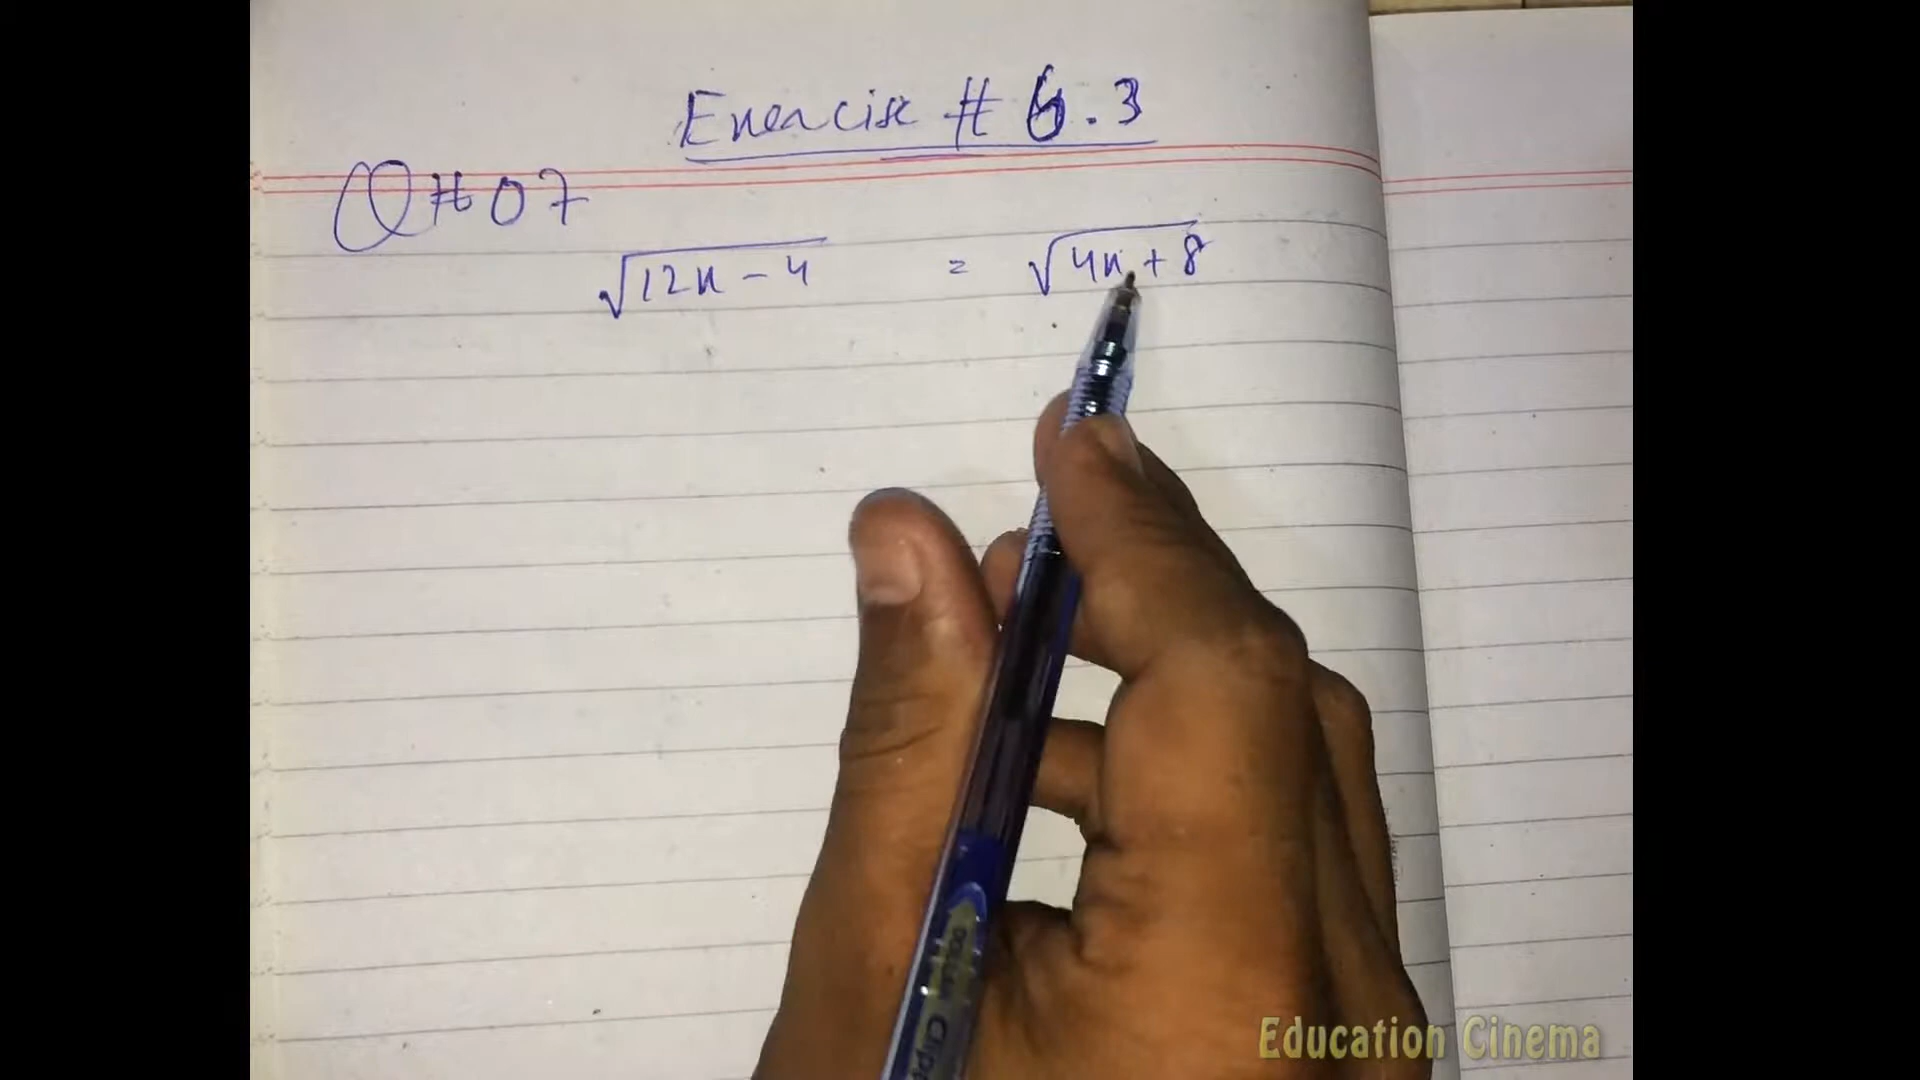 Exercise # 6.3
Q # 07
√12x - 4 = √4x + 8
Education Cinema